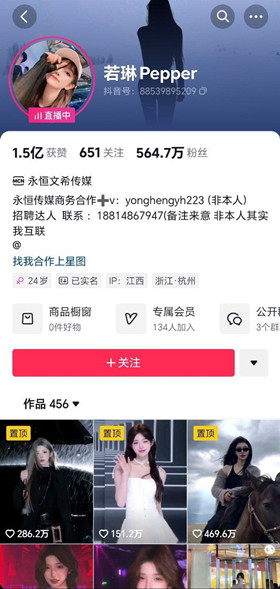 若琳Pepper
抖音号：88539895209
直播中
1.5亿 获赞 651 关注 564.7万 粉丝
永恒文希传媒
永恒传媒商务合作➕v：yonghengyh223 (非本人)
招聘达人 联系 ：18814867947(备注来意 非本人其实
我互联
@
找我合作上星图
24岁 已实名 IP：江西 浙江·杭州
商品橱窗 专属会员 公开
0件好物 134人加入 3个群
+关注
作品 456
置顶 置顶 置顶
286.2万 151.2万 469.6万